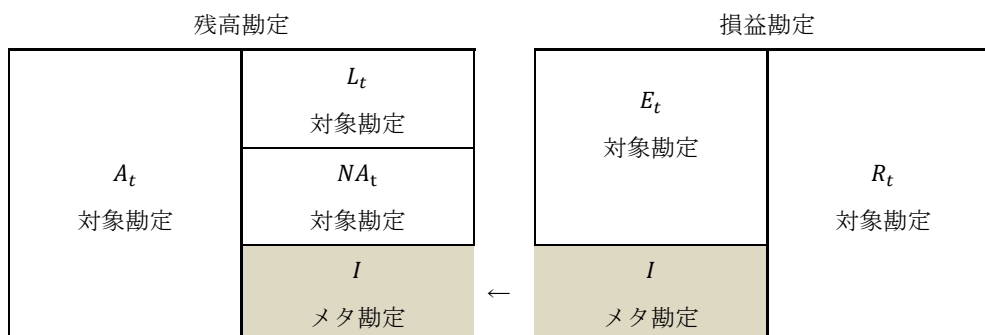 残高勘定
損益勘定
A_t
対象勘定
L_t
対象勘定
NA_t
対象勘定
I
メタ勘定
←
E_t
対象勘定
I
メタ勘定
R_t
対象勘定